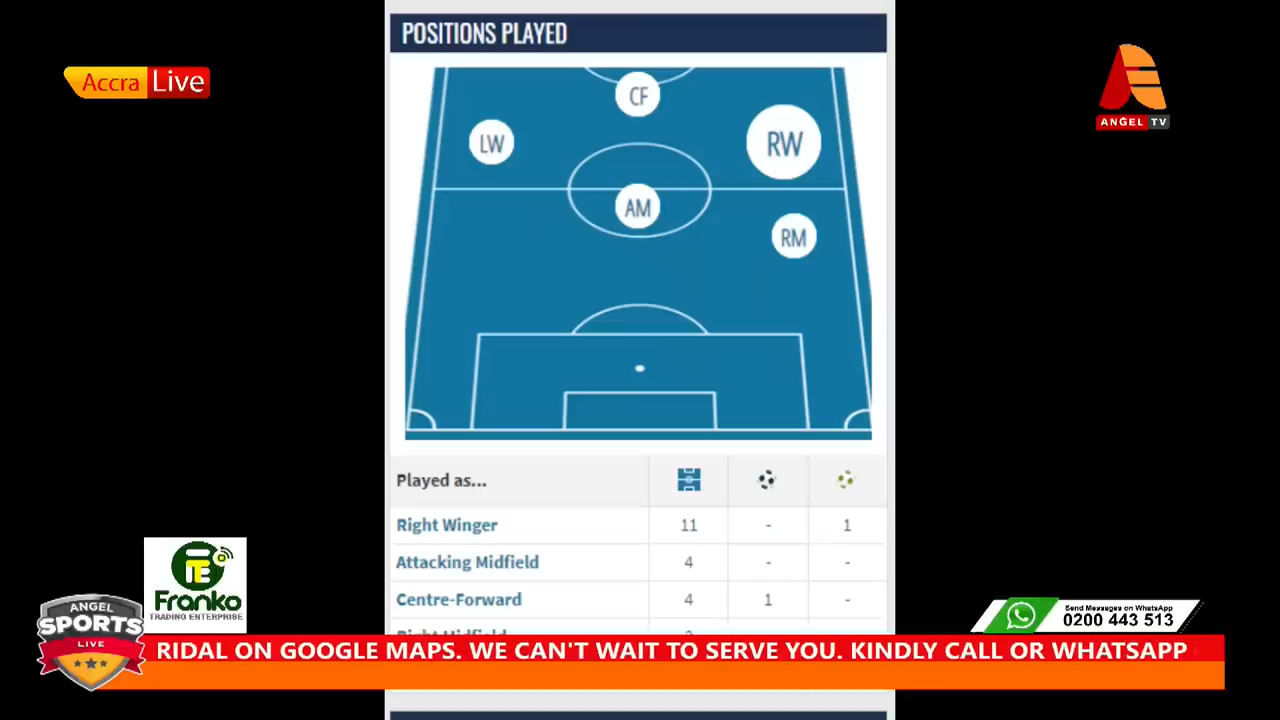 POSITIONS PLAYED
Accra Live
ANGEL TV
CF
LW
RW
AM
RM
Played as...
Right Winger 11 - 1
Attacking Midfield 4 - -
Centre-Forward 4 1 -
Right Midfield
Franko
TRADING ENTERPRISE
ANGEL
SPORTS
LIVE
Send Messages on WhatsApp
0200 443 513
RIDAL ON GOOGLE MAPS. WE CAN'T WAIT TO SERVE YOU. KINDLY CALL OR WHATSAPP